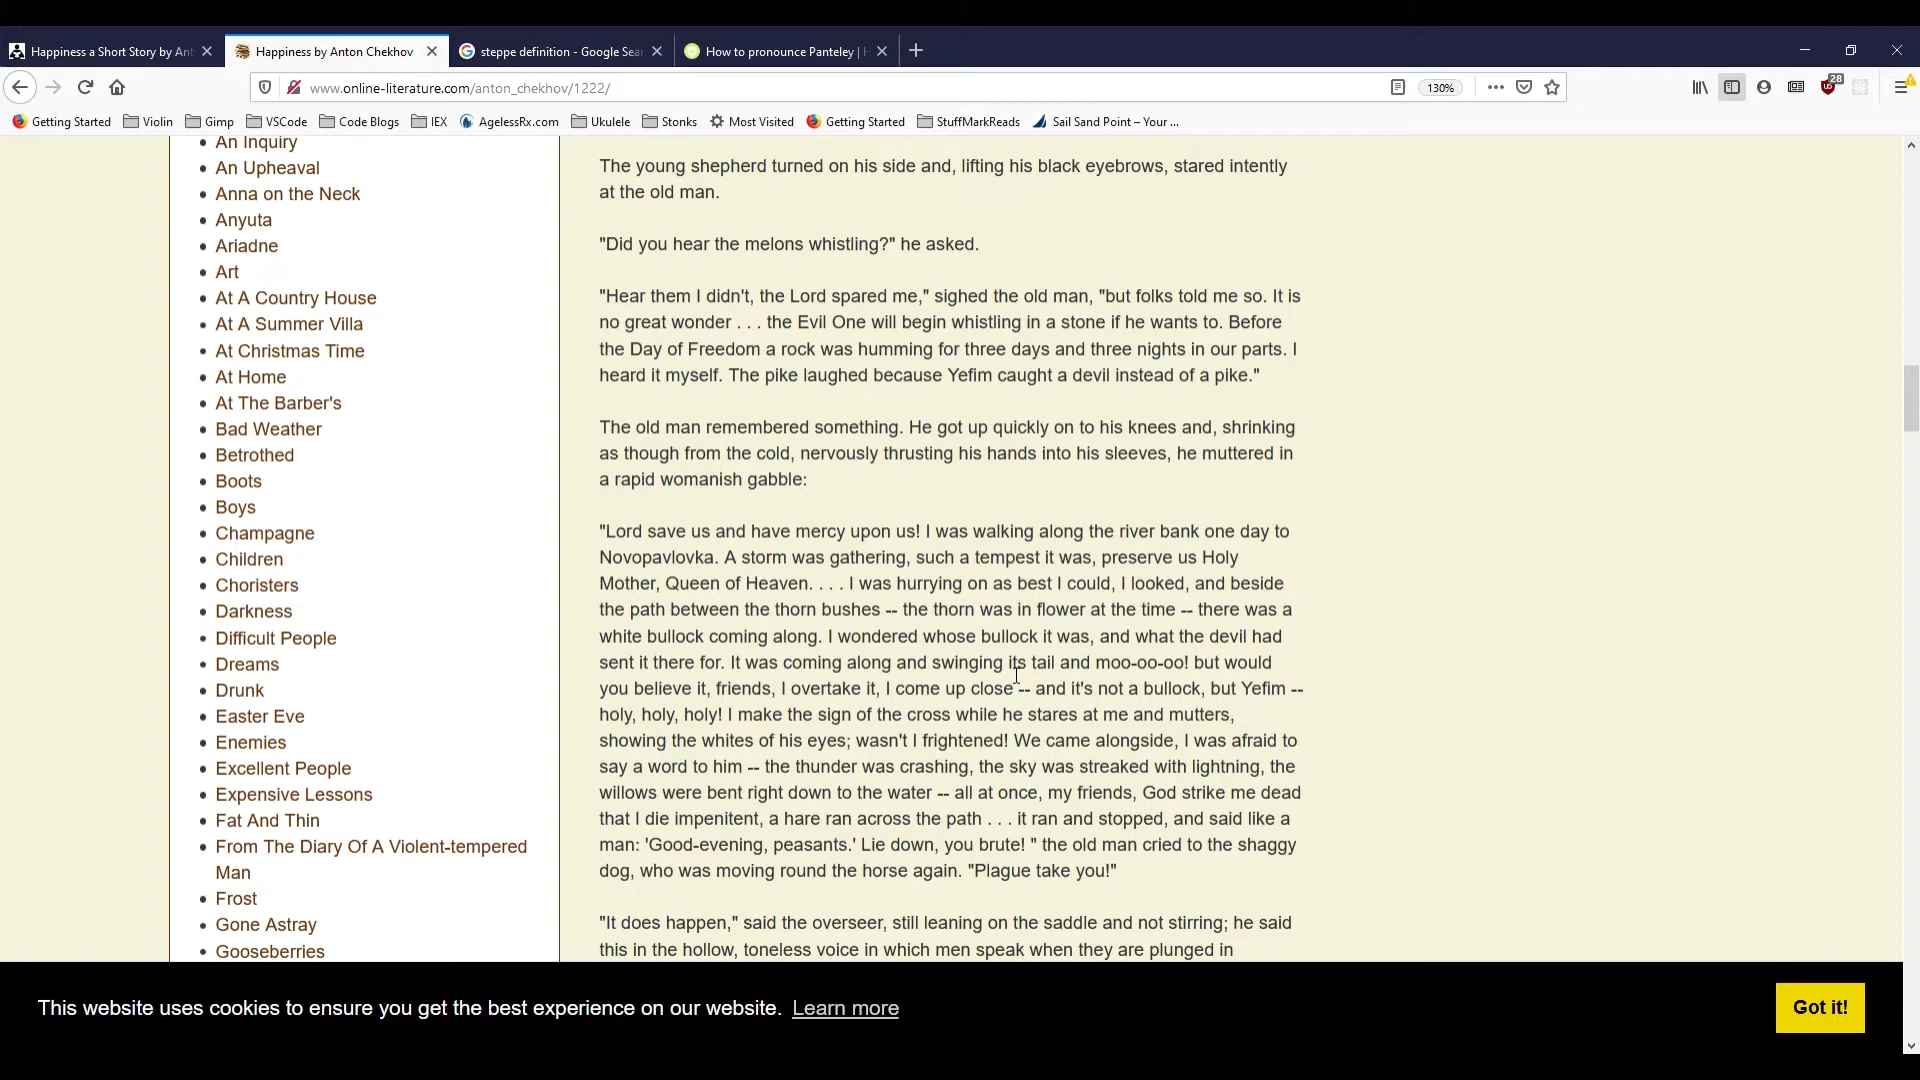 Happiness a Short Story by Ant
Happiness by Anton Chekhov
steppe definition - Google Sear
How to pronounce Panteley | H
www.online-literature.com/anton_chekhov/1222/
130%
28
Getting Started
Violin
Gimp
VSCode
Code Blogs
IEX
AgelessRx.com
Ukulele
Stonks
Most Visited
Getting Started
StuffMarkReads
Sail Sand Point – Your ...
An Inquiry
An Upheaval
Anna on the Neck
Anyuta
Ariadne
Art
At A Country House
At A Summer Villa
At Christmas Time
At Home
At The Barber's
Bad Weather
Betrothed
Boots
Boys
Champagne
Children
Choristers
Darkness
Difficult People
Dreams
Drunk
Easter Eve
Enemies
Excellent People
Expensive Lessons
Fat And Thin
From The Diary Of A Violent-tempered
Man
Frost
Gone Astray
Gooseberries
The young shepherd turned on his side and, lifting his black eyebrows, stared intently
at the old man.
"Did you hear the melons whistling?" he asked.
"Hear them I didn't, the Lord spared me," sighed the old man, "but folks told me so. It is
no great wonder . . . the Evil One will begin whistling in a stone if he wants to. Before
the Day of Freedom a rock was humming for three days and three nights in our parts. I
heard it myself. The pike laughed because Yefim caught a devil instead of a pike."
The old man remembered something. He got up quickly on to his knees and, shrinking
as though from the cold, nervously thrusting his hands into his sleeves, he muttered in
a rapid womanish gabble:
"Lord save us and have mercy upon us! I was walking along the river bank one day to
Novopavlovka. A storm was gathering, such a tempest it was, preserve us Holy
Mother, Queen of Heaven. . . . I was hurrying on as best I could, I looked, and beside
the path between the thorn bushes -- the thorn was in flower at the time -- there was a
white bullock coming along. I wondered whose bullock it was, and what the devil had
sent it there for. It was coming along and swinging its tail and moo-oo-oo! but would
you believe it, friends, I overtake it, I come up close -- and it's not a bullock, but Yefim --
holy, holy, holy! I make the sign of the cross while he stares at me and mutters,
showing the whites of his eyes; wasn't I frightened! We came alongside, I was afraid to
say a word to him -- the thunder was crashing, the sky was streaked with lightning, the
willows were bent right down to the water -- all at once, my friends, God strike me dead
that I die impenitent, a hare ran across the path . . . it ran and stopped, and said like a
man: 'Good-evening, peasants.' Lie down, you brute! " the old man cried to the shaggy
dog, who was moving round the horse again. "Plague take you!"
"It does happen," said the overseer, still leaning on the saddle and not stirring; he said
this in the hollow, toneless voice in which men speak when they are plunged in
This website uses cookies to ensure you get the best experience on our website. Learn more
Got it!